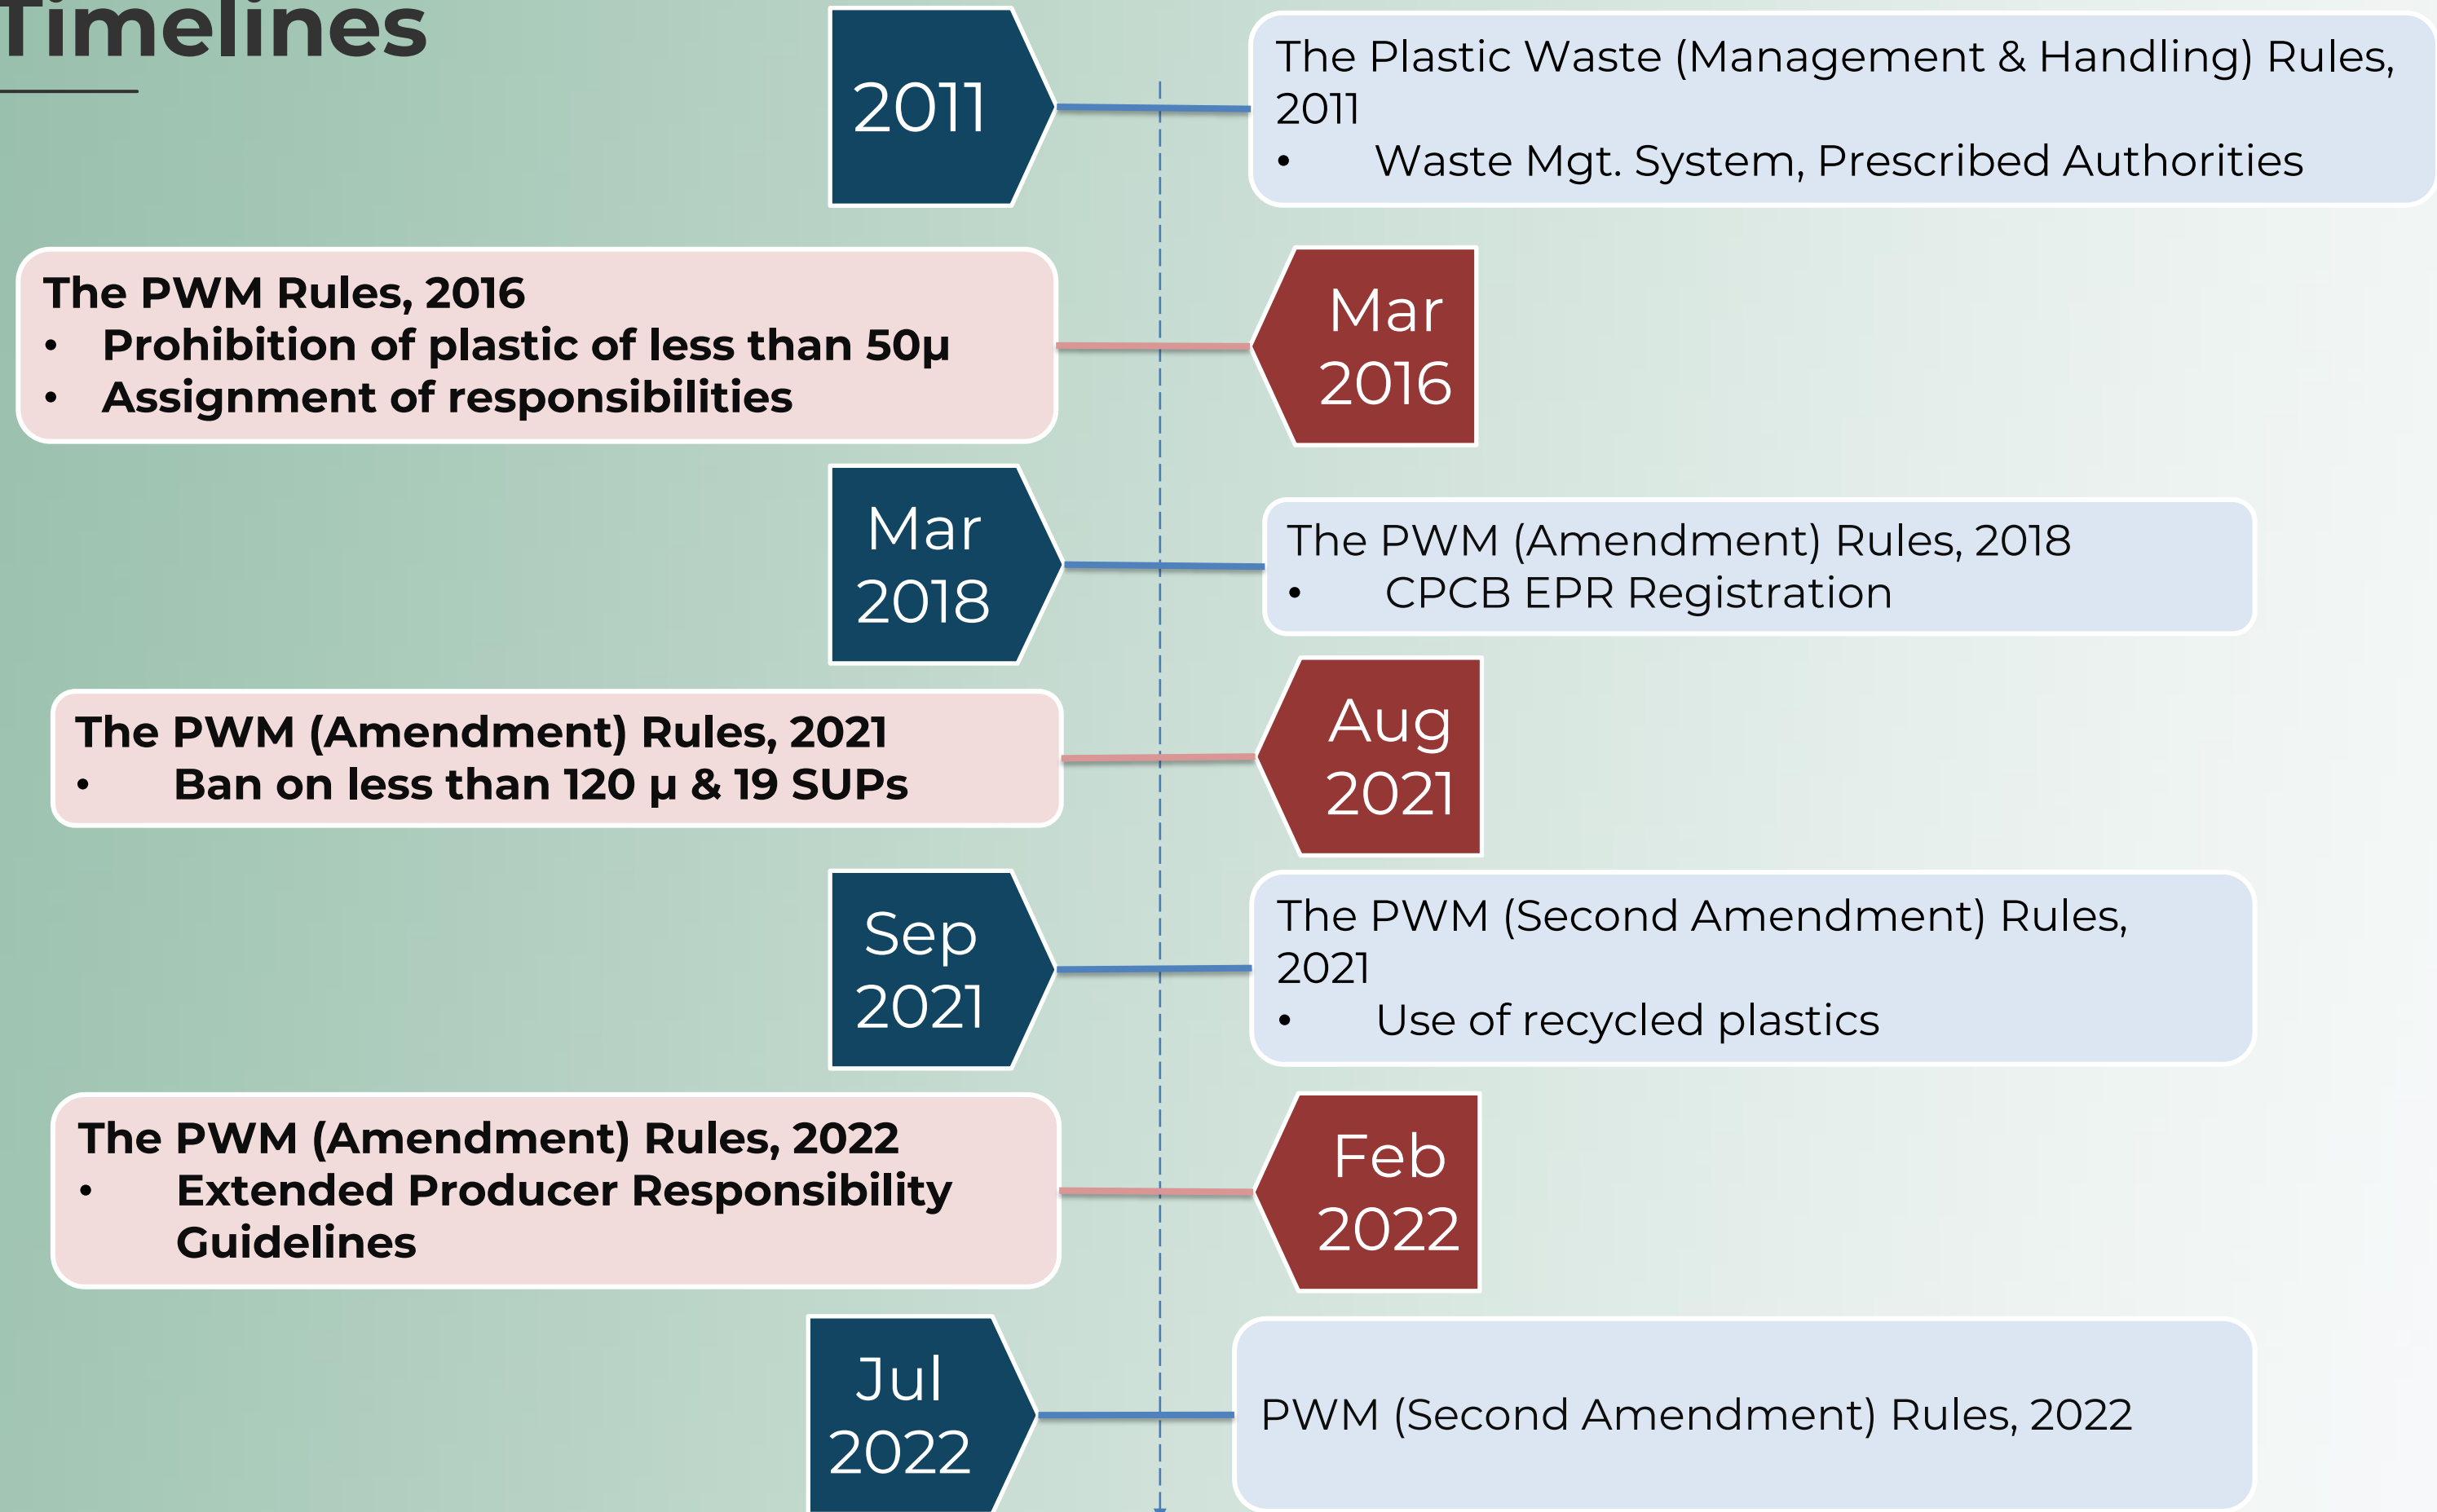 Timelines
2011
The Plastic Waste (Management & Handling) Rules,
2011
• Waste Mgt. System, Prescribed Authorities
The PWM Rules, 2016
• Prohibition of plastic of less than 50µ
• Assignment of responsibilities
Mar
2016
Mar
2018
The PWM (Amendment) Rules, 2018
• CPCB EPR Registration
The PWM (Amendment) Rules, 2021
• Ban on less than 120 µ & 19 SUPs
Aug
2021
Sep
2021
The PWM (Second Amendment) Rules,
2021
• Use of recycled plastics
The PWM (Amendment) Rules, 2022
• Extended Producer Responsibility
Guidelines
Feb
2022
Jul
2022
PWM (Second Amendment) Rules, 2022